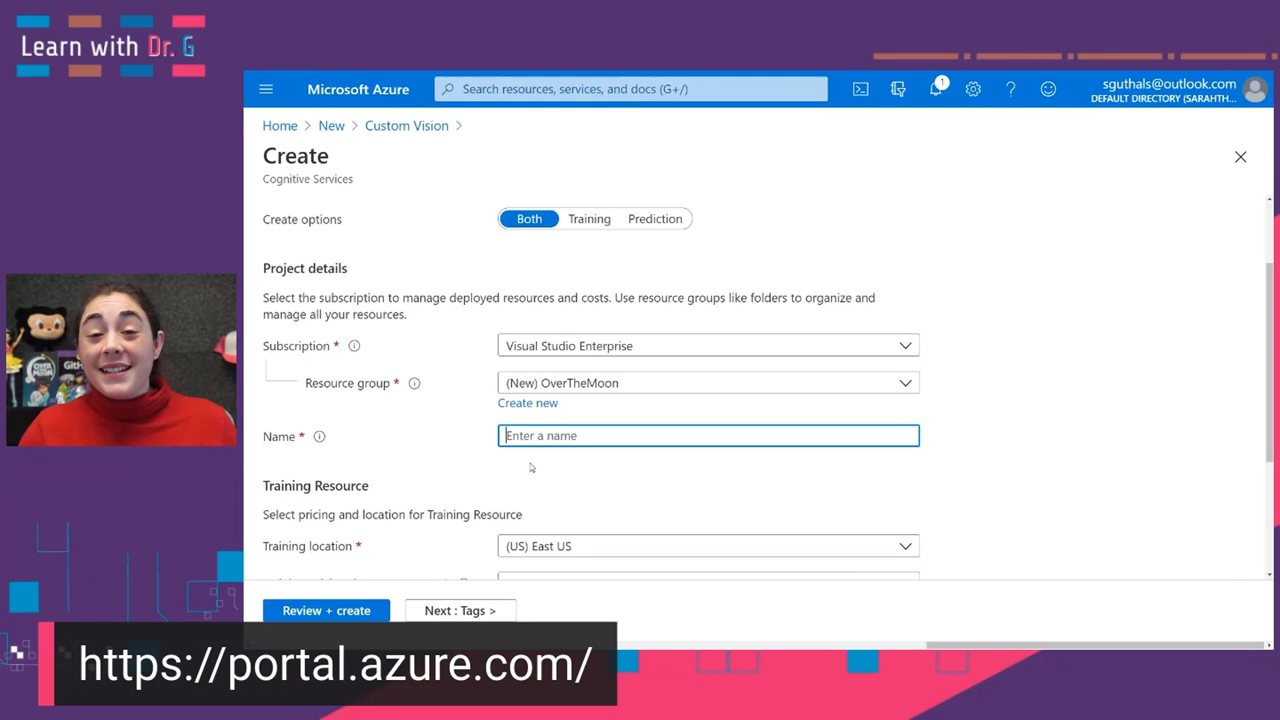 Learn with Dr. G
Microsoft Azure
Search resources, services, and docs (G+/)
1
sguthals@outlook.com
DEFAULT DIRECTORY (SARAHTH...
Home > New > Custom Vision >
Create
Cognitive Services
Create options
Both
Training
Prediction
Project details
Select the subscription to manage deployed resources and costs. Use resource groups like folders to organize and
manage all your resources.
Subscription *
Visual Studio Enterprise
Resource group *
(New) OverTheMoon
Create new
Name *
Enter a name
Training Resource
Select pricing and location for Training Resource
Training location *
(US) East US
Review + create
Next : Tags >
https://portal.azure.com/